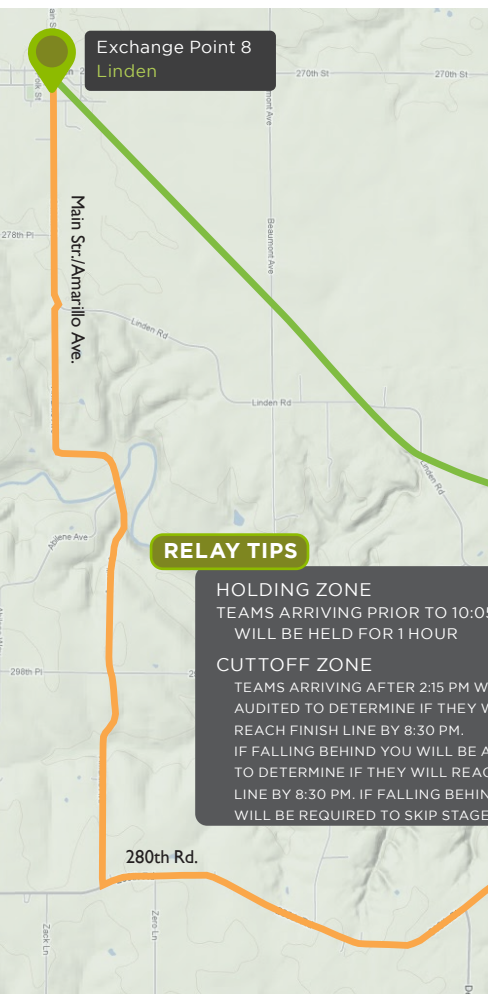 Exchange Point 8
Linden
270th St
270th St
Beaumont Ave
Main Str./Amarillo Ave.
278th Pl
Linden Rd
Linden Rd
Linden Rd
Abilene Ave
RELAY TIPS
HOLDING ZONE
TEAMS ARRIVING PRIOR TO 10:05
WILL BE HELD FOR 1 HOUR
CUTTOFF ZONE
TEAMS ARRIVING AFTER 2:15 PM W
AUDITED TO DETERMINE IF THEY W
REACH FINISH LINE BY 8:30 PM.
IF FALLING BEHIND YOU WILL BE A
TO DETERMINE IF THEY WILL REAC
LINE BY 8:30 PM. IF FALLING BEHIN
WILL BE REQUIRED TO SKIP STAGE
298th Pl
280th Rd.
Zack Ln
Zero Ln